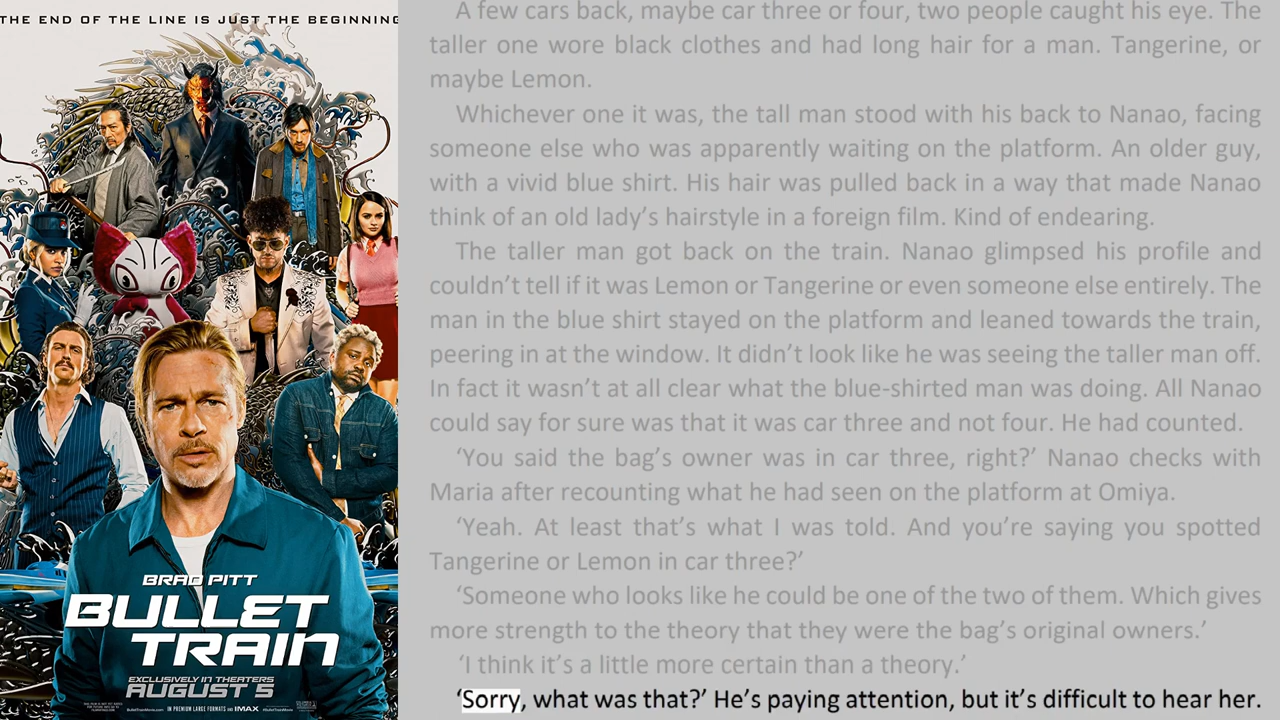 THE END OF THE LINE IS JUST THE BEGINNING
BRAD PITT
BULLET
TRAIN
EXCLUSIVELY IN THEATERS
AUGUST 5
IN PREMIUM LARGE FORMATS AND IMAX
A few cars back, maybe car three or four, two people caught his eye. The
taller one wore black clothes and had long hair for a man. Tangerine, or
maybe Lemon.
Whichever one it was, the tall man stood with his back to Nanao, facing
someone else who was apparently waiting on the platform. An older guy,
with a vivid blue shirt. His hair was pulled back in a way that made Nanao
think of an old lady’s hairstyle in a foreign film. Kind of endearing.
The taller man got back on the train. Nanao glimpsed his profile and
couldn’t tell if it was Lemon or Tangerine or even someone else entirely. The
man in the blue shirt stayed on the platform and leaned towards the train,
peering in at the window. It didn’t look like he was seeing the taller man off.
In fact it wasn’t at all clear what the blue-shirted man was doing. All Nanao
could say for sure was that it was car three and not four. He had counted.
‘You said the bag’s owner was in car three, right?’ Nanao checks with
Maria after recounting what he had seen on the platform at Omiya.
‘Yeah. At least that’s what I was told. And you’re saying you spotted
Tangerine or Lemon in car three?’
‘Someone who looks like he could be one of the two of them. Which gives
more strength to the theory that they were the bag’s original owners.’
‘I think it’s a little more certain than a theory.’
‘Sorry, what was that?’ He’s paying attention, but it’s difficult to hear her.